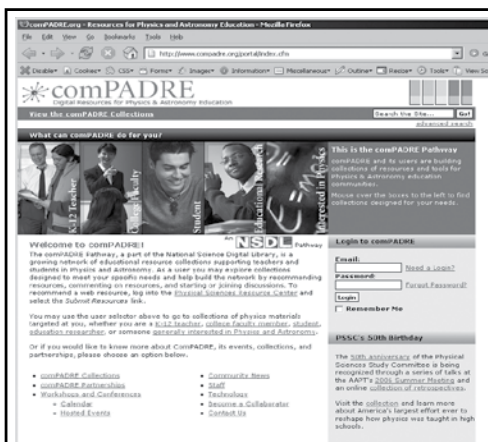 comPADRE.org - Resources for Physics and Astronomy Education - Mozilla Firefox
File Edit View Go Bookmarks Tools Help
http://www.compadre.org/portal/index.cfm
Disable Cookies CSS Forms Images Information Miscellaneous Outline Resize Tools View So
comPADRE
Digital Resources for Physics & Astronomy Education
View the ComPADRE Collections
Search the Site... Go!
advanced search
What can comPADRE do for you?
K-12 Teacher
College Faculty
Student
Educational Research
Interested in Physics
This is the comPADRE Pathway
comPADRE and its users are building
collections of resources and tools for
Physics & Astronomy education
communities.
Mouse over the boxes to the left to find
collections designed for your needs.
Welcome to comPADRE!
An NSDL Pathway
The comPADRE Pathway, a part of the National Science Digital Library, is a
growing network of educational resource collections supporting teachers and
students in Physics and Astronomy. As a user you may explore collections
designed to meet your specific needs and help build the network by recommending
resources, commenting on resources, and starting or joining discussions. To
recommend a web resource, log into the Physical Sciences Resource Center and
select the Submit Resources link.
You may use the user selector above to go to collections of physics materials
targeted at you, whether you are a K-12 teacher, college faculty member, student,
education researcher, or someone generally interested in Physics and Astronomy.
Or if you would like to know more about ComPADRE, its events, collections, and
partnerships, please choose an option below.
comPADRE Collections
comPADRE Partnerships
Workshops and Conferences
Calendar
Hosted Events
Community News
Staff
Technology
Become a Collaborator
Contact Us
Login to comPADRE
Email:
Need a Login?
Password:
Forgot Password?
Login
Remember Me
PSSC's 50th Birthday
The 50th anniversary of the Physical
Sciences Study Committee is being
recognized through a series of talks at
the AAPT's 2006 Summer Meeting and
an online collection of retrospectives.
Visit the collection and learn more
about America's largest effort ever to
reshape how physics was taught in high
schools.